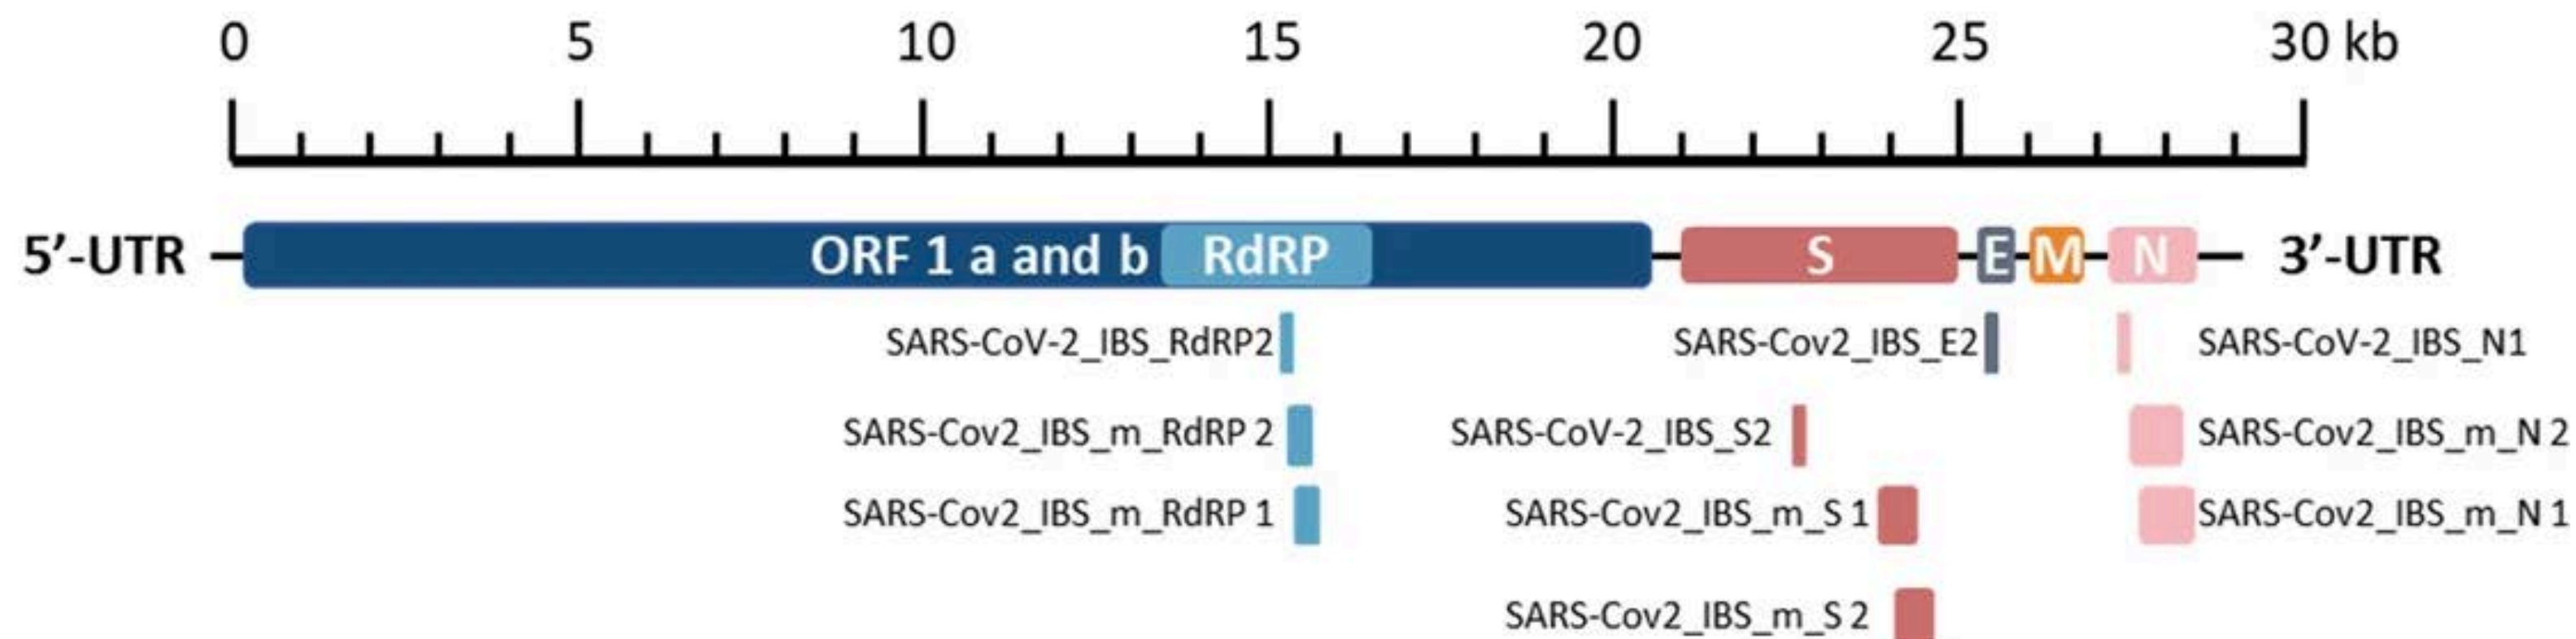 0 5 10 15 20 25 30 kb
5’-UTR ORF 1 a and b RdRP S E M N 3’-UTR
SARS-CoV-2_IBS_RdRP2 SARS-Cov2_IBS_E2 SARS-CoV-2_IBS_N1
SARS-Cov2_IBS_m_RdRP 2 SARS-CoV-2_IBS_S2 SARS-Cov2_IBS_m_N 2
SARS-Cov2_IBS_m_RdRP 1 SARS-Cov2_IBS_m_S 1 SARS-Cov2_IBS_m_N 1
SARS-Cov2_IBS_m_S 2